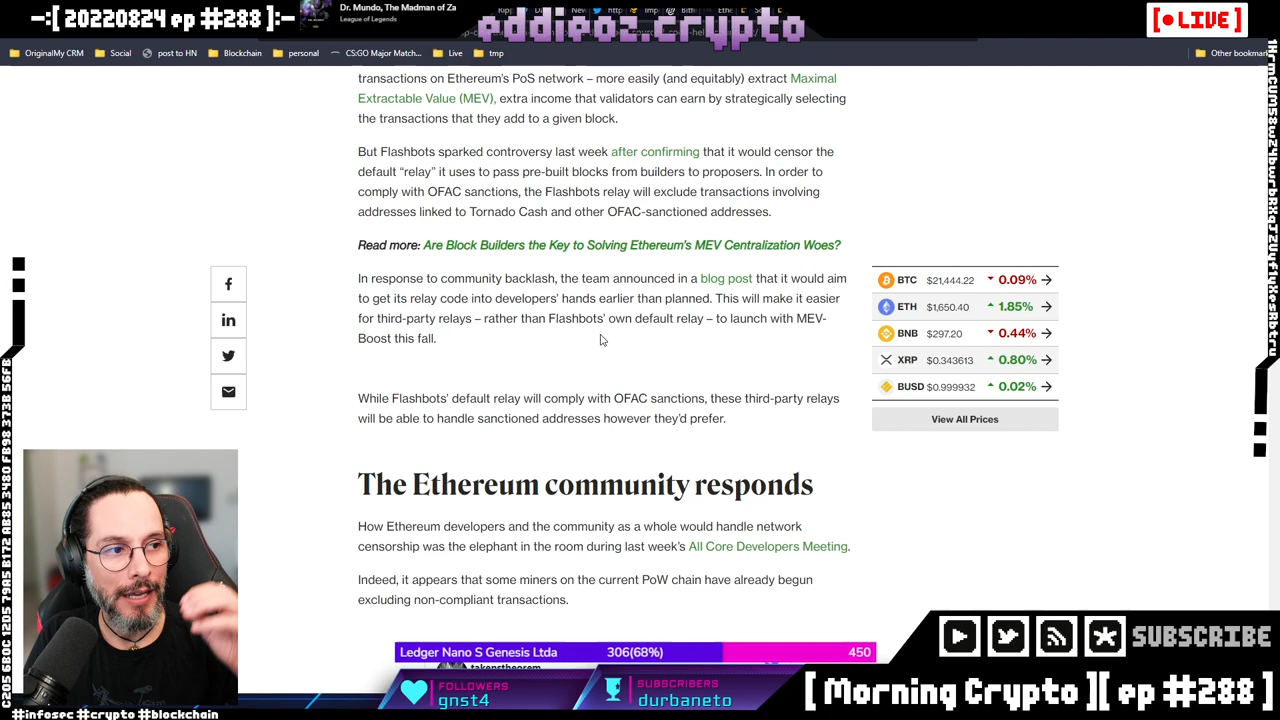 -:[ 20220824 ep #288 ]:-
Dr. Mundo, The Madman of Za
League of Legends
eddieoz.crypto
[ LIVE ]
OriginalMy CRM
Social
post to HN
Blockchain
personal
CS:GO Major Match...
Live
tmp
Other bookmar
transactions on Ethereum's PoS network – more easily (and equitably) extract Maximal
Extractable Value (MEV), extra income that validators can earn by strategically selecting
the transactions that they add to a given block.
But Flashbots sparked controversy last week after confirming that it would censor the
default “relay” it uses to pass pre-built blocks from builders to proposers. In order to
comply with OFAC sanctions, the Flashbots relay will exclude transactions involving
addresses linked to Tornado Cash and other OFAC-sanctioned addresses.
Read more: Are Block Builders the Key to Solving Ethereum's MEV Centralization Woes?
In response to community backlash, the team announced in a blog post that it would aim
to get its relay code into developers' hands earlier than planned. This will make it easier
for third-party relays – rather than Flashbots' own default relay – to launch with MEV-
Boost this fall.
BTC $21,444.22 0.09%
ETH $1,650.40 1.85%
BNB $297.20 0.44%
XRP $0.343613 0.80%
BUSD $0.999932 0.02%
View All Prices
While Flashbots' default relay will comply with OFAC sanctions, these third-party relays
will be able to handle sanctioned addresses however they'd prefer.
The Ethereum community responds
How Ethereum developers and the community as a whole would handle network
censorship was the elephant in the room during last week's All Core Developers Meeting.
Indeed, it appears that some miners on the current PoW chain have already begun
excluding non-compliant transactions.
Ledger Nano S Genesis Ltda 306(68%) 450
takenstheorem
FOLLOWERS
gnst4
SUBSCRIBERS
durbaneto
SUBSCRIBE
[ Morning Crypto ][ ep #288 ]
#infosec #crypto #blockchain